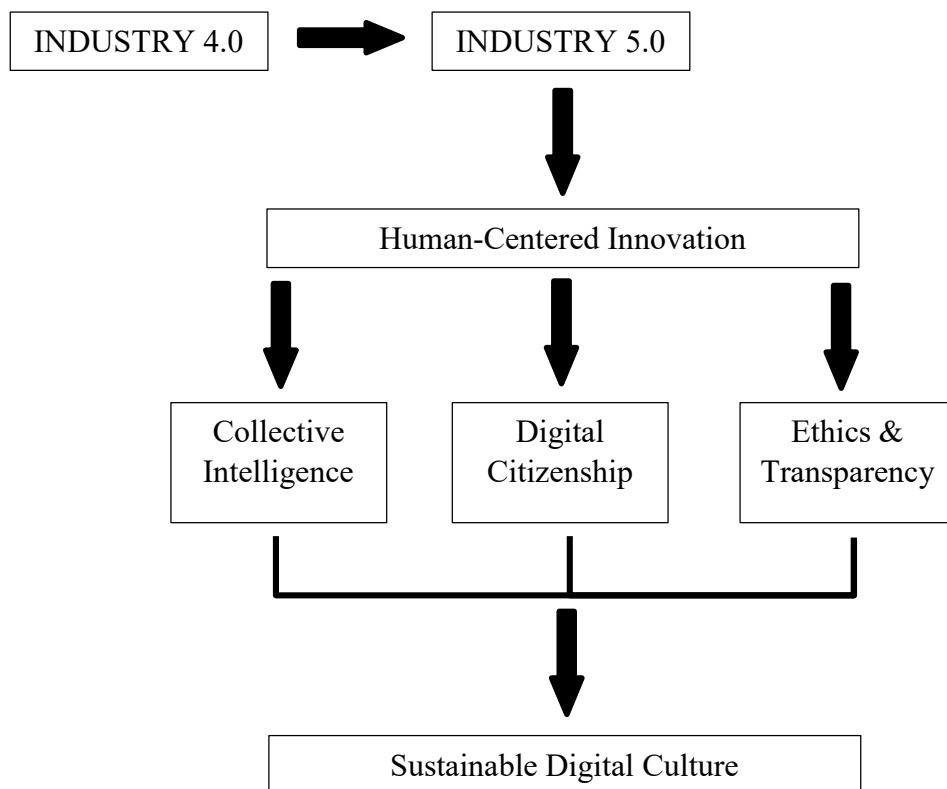 INDUSTRY 4.0
INDUSTRY 5.0
Human-Centered Innovation
Collective
Intelligence
Digital
Citizenship
Ethics &
Transparency
Sustainable Digital Culture